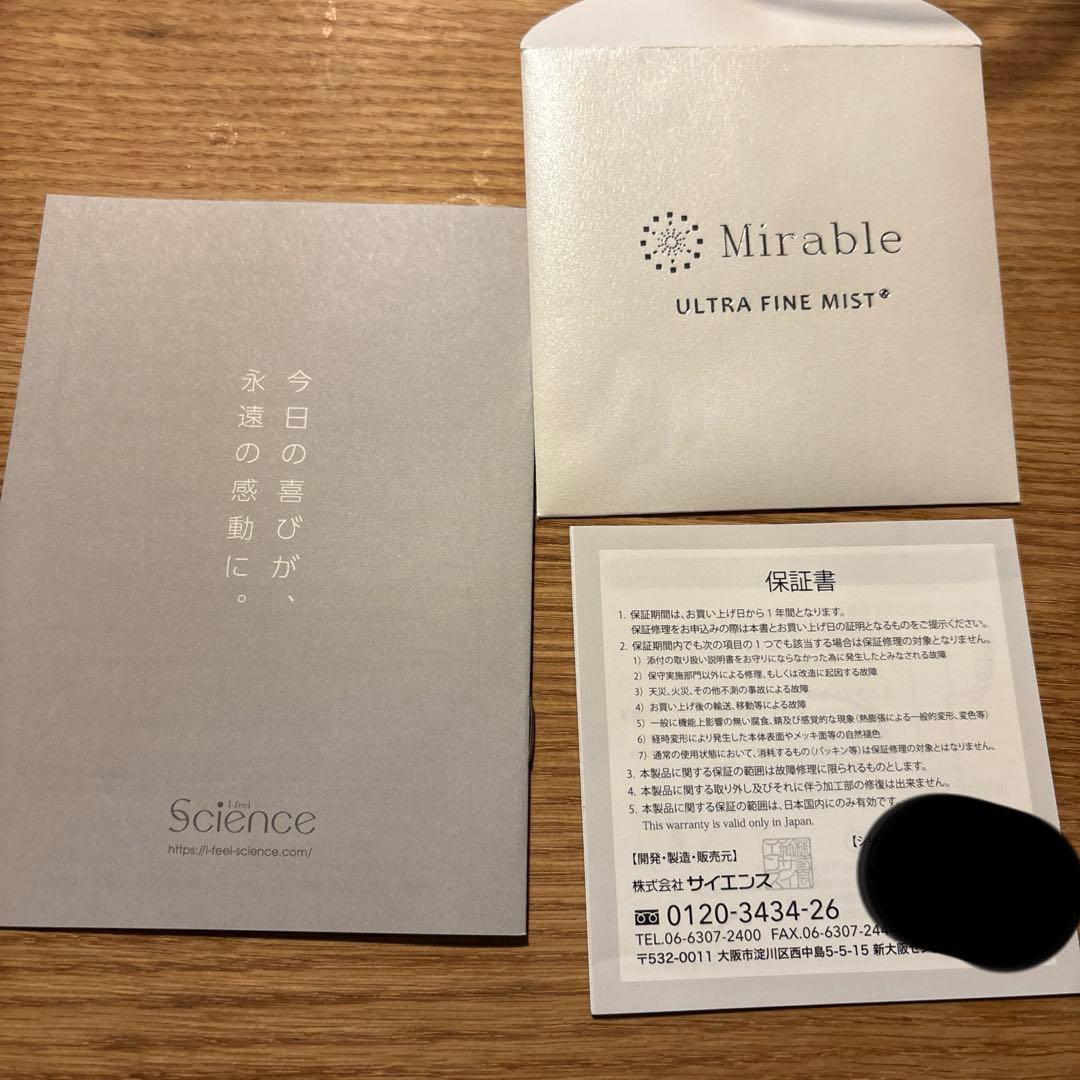 今日の喜びが、
永遠の感動に。
I feel
Science
https://i-feel-science.com/
Mirable
ULTRA FINE MIST
保証書
1. 保証期間は、お買い上げ日から1年間となります。
保証修理をお申込みの際は本書とお買い上げ日の証明となるものをご提示ください。
2. 保証期間内でも次の項目の1つでも該当する場合は保証修理の対象となりません。
1) 添付の取り扱い説明書をお守りにならなかった為に発生したとみなされる故障
2) 保守実施部門以外による修理、もしくは改造に起因する故障
3) 天災、火災、その他不測の事故による故障
4) お買い上げ後の輸送、移動等による故障
5) 一般に機能上影響の無い腐食、錆及び感覚的な現象(熱膨張による一般的変形、変色等)
6) 経時変形により発生した本体表面やメッキ面等の自然褪色
7) 通常の使用状態において、消耗するもの(パッキン等)は保証修理の対象とはなりません。
3. 本製品に関する保証の範囲は故障修理に限られるものとします。
4. 本製品に関する取り外し及びそれに伴う加工部の修復は出来ません。
5. 本製品に関する保証の範囲は、日本国内にのみ有効です。
This warranty is valid only in Japan.
【開発・製造・販売元】
株式会社 サイエンス
0120-3434-26
TEL.06-6307-2400 FAX.06-6307-244
〒532-0011 大阪市淀川区西中島5-5-15 新大阪セ